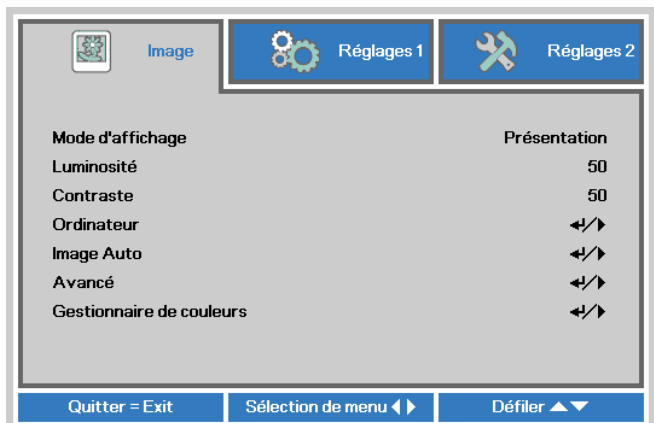 Image
Réglages 1
Réglages 2
Mode d'affichage Présentation
Luminosité 50
Contraste 50
Ordinateur
Image Auto
Avancé
Gestionnaire de couleurs
Quitter = Exit
Sélection de menu
Défiler